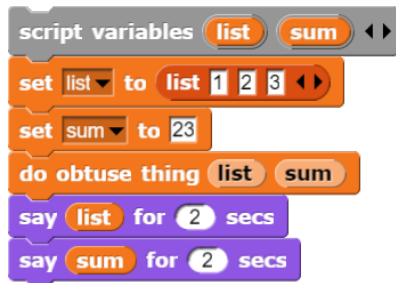 script variables list sum
set list to list 1 2 3
set sum to 23
do obtuse thing list sum
say list for 2 secs
say sum for 2 secs